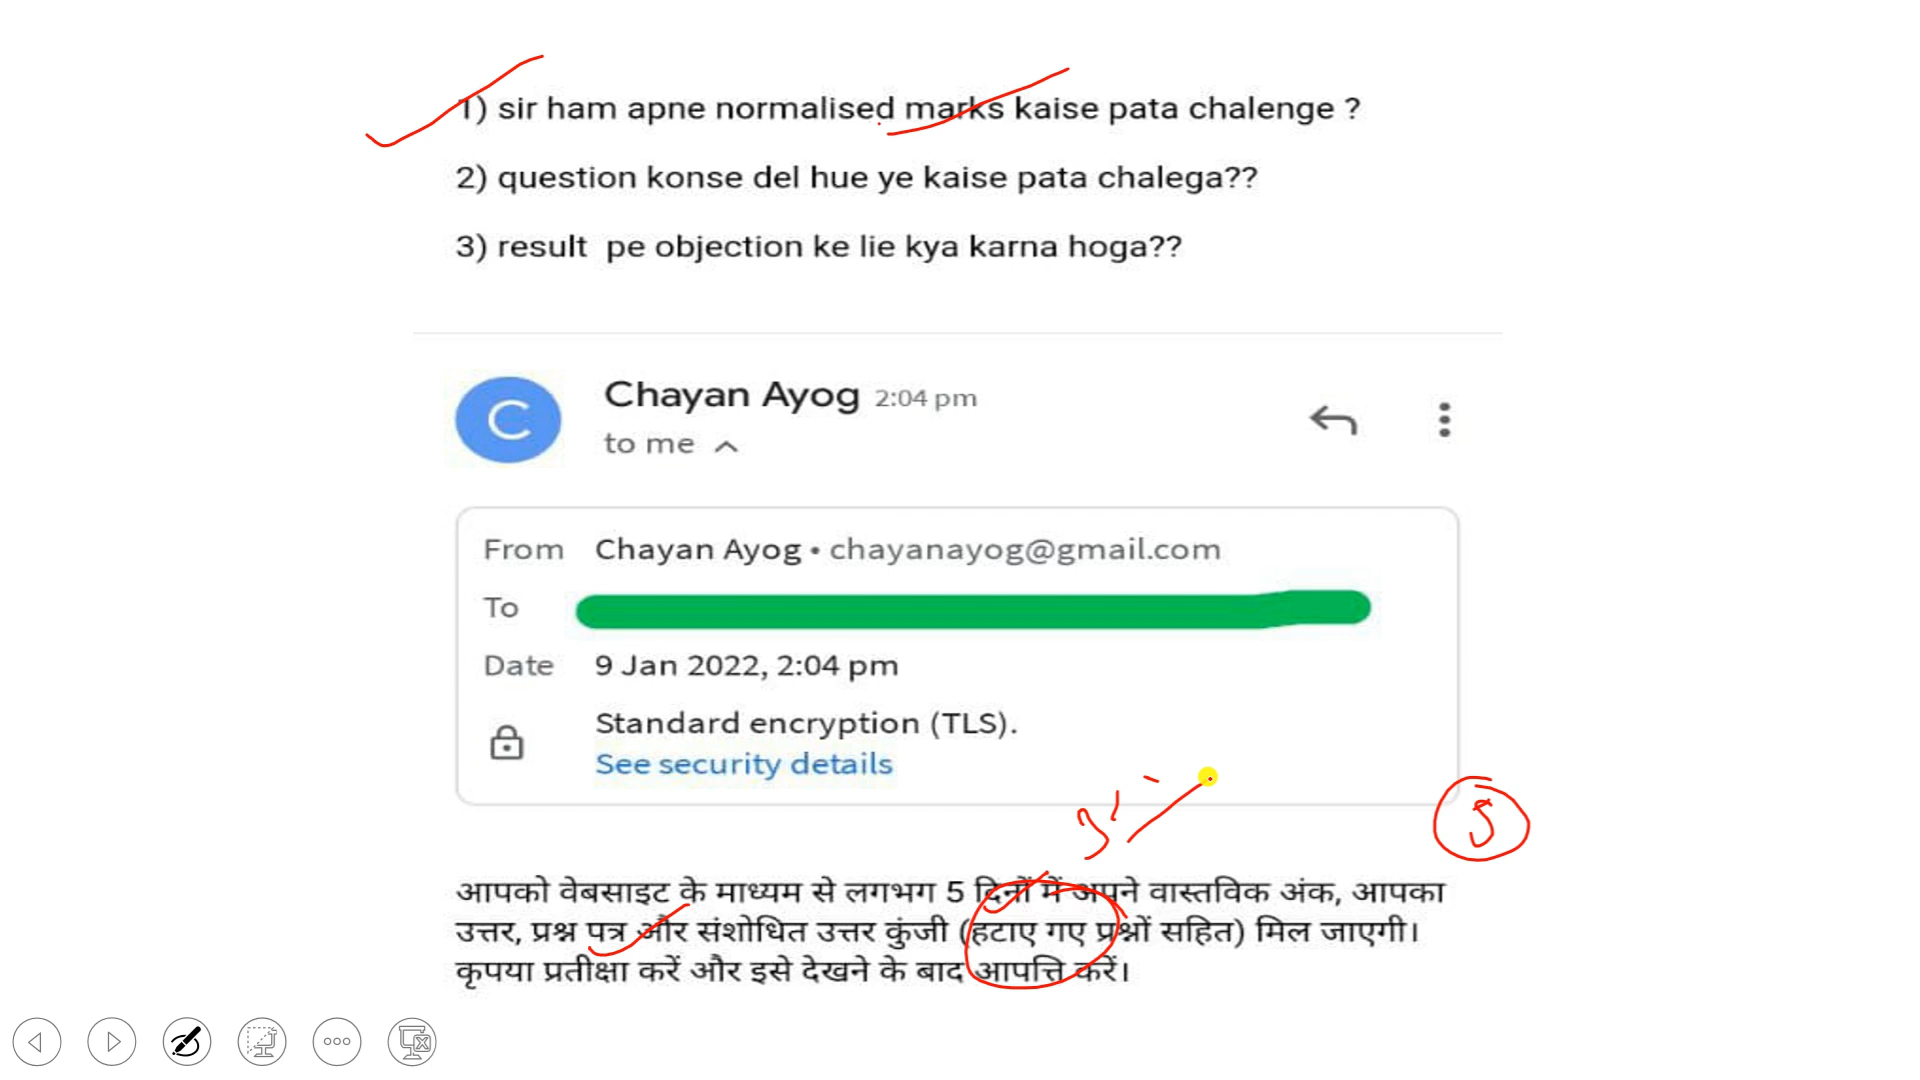 1) sir ham apne normalised marks kaise pata chalenge ?
2) question konse del hue ye kaise pata chalega??
3) result pe objection ke lie kya karna hoga??
C
Chayan Ayog 2:04 pm
to me
From Chayan Ayog • chayanayog@gmail.com
To
Date 9 Jan 2022, 2:04 pm
Standard encryption (TLS).
See security details
5
आपको वेबसाइट के माध्यम से लगभग 5 दिनों में अपने वास्तविक अंक, आपका
उत्तर, प्रश्न पत्र और संशोधित उत्तर कुंजी (हटाए गए प्रश्नों सहित) मिल जाएगी।
कृपया प्रतीक्षा करें और इसे देखने के बाद आपत्ति करें।